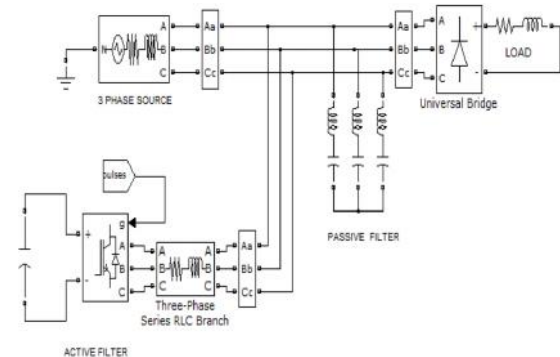 A
B
C
N
3 PHASE SOURCE
A
B
C
Aa
Bb
Cc
Aa
Bb
Cc
A
B
C
A
B
C
+
-
Universal Bridge
LOAD
PASSIVE FILTER
pulses
+
-
g
A
B
C
A
B
C
A
B
C
Three-Phase
Series RLC Branch
A
B
C
Aa
Bb
Cc
ACTIVE FILTER